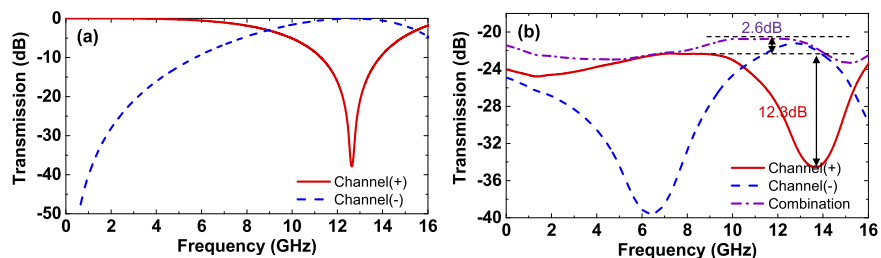 (a)
Transmission (dB)
0
-10
-20
-30
-40
-50
Channel(+)
Channel(-)
0 2 4 6 8 10 12 14 16
Frequency (GHz)
(b)
Transmission (dB)
-20
-24
-28
-32
-36
-40
2.6dB
12.3dB
Channel(+)
Channel(-)
Combination
0 2 4 6 8 10 12 14 16
Frequency (GHz)